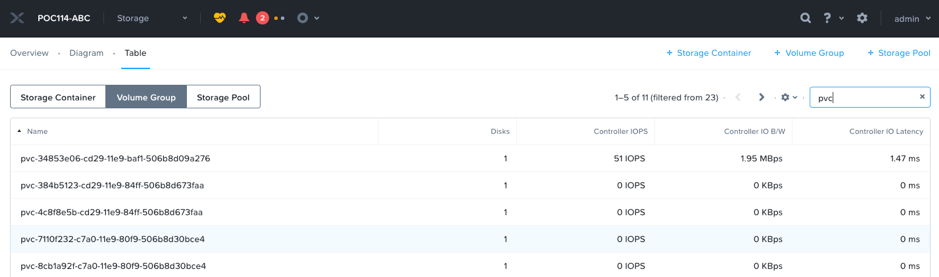 POC114-ABC Storage 2 ? admin
Overview · Diagram · Table + Storage Container + Volume Group + Storage Pool
Storage Container Volume Group Storage Pool 1–5 of 11 (filtered from 23) · < > · · pvc ×
Name Disks Controller IOPS Controller IO B/W Controller IO Latency
pvc-34853e06-cd29-11e9-baf1-506b8d09a276 1 51 IOPS 1.95 MBps 1.47 ms
pvc-384b5123-cd29-11e9-84ff-506b8d673faa 1 0 IOPS 0 KBps 0 ms
pvc-4c8f8e5b-cd29-11e9-84ff-506b8d673faa 1 0 IOPS 0 KBps 0 ms
pvc-7110f232-c7a0-11e9-80f9-506b8d30bce4 1 0 IOPS 0 KBps 0 ms
pvc-8cb1a92f-c7a0-11e9-80f9-506b8d30bce4 1 0 IOPS 0 KBps 0 ms